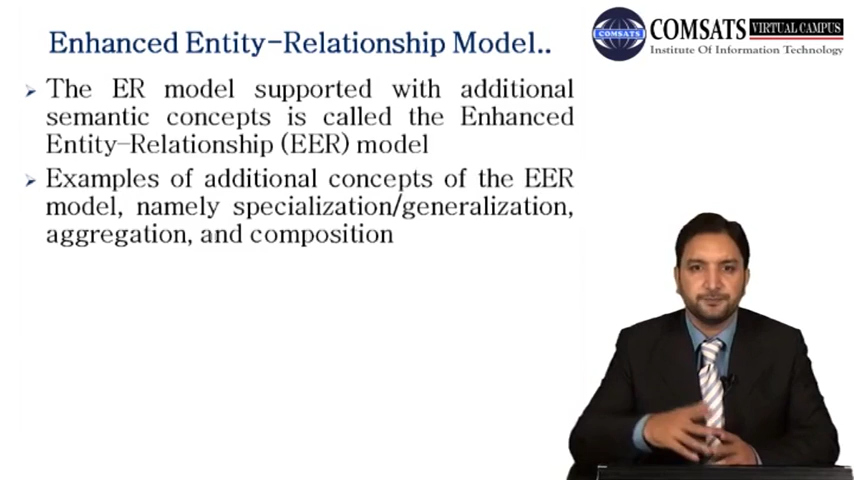 Enhanced Entity-Relationship Model..
COMSATS
COMSATS VIRTUAL CAMPUS
Institute Of Information Technology
The ER model supported with additional
semantic concepts is called the Enhanced
Entity-Relationship (EER) model
Examples of additional concepts of the EER
model, namely specialization/generalization,
aggregation, and composition